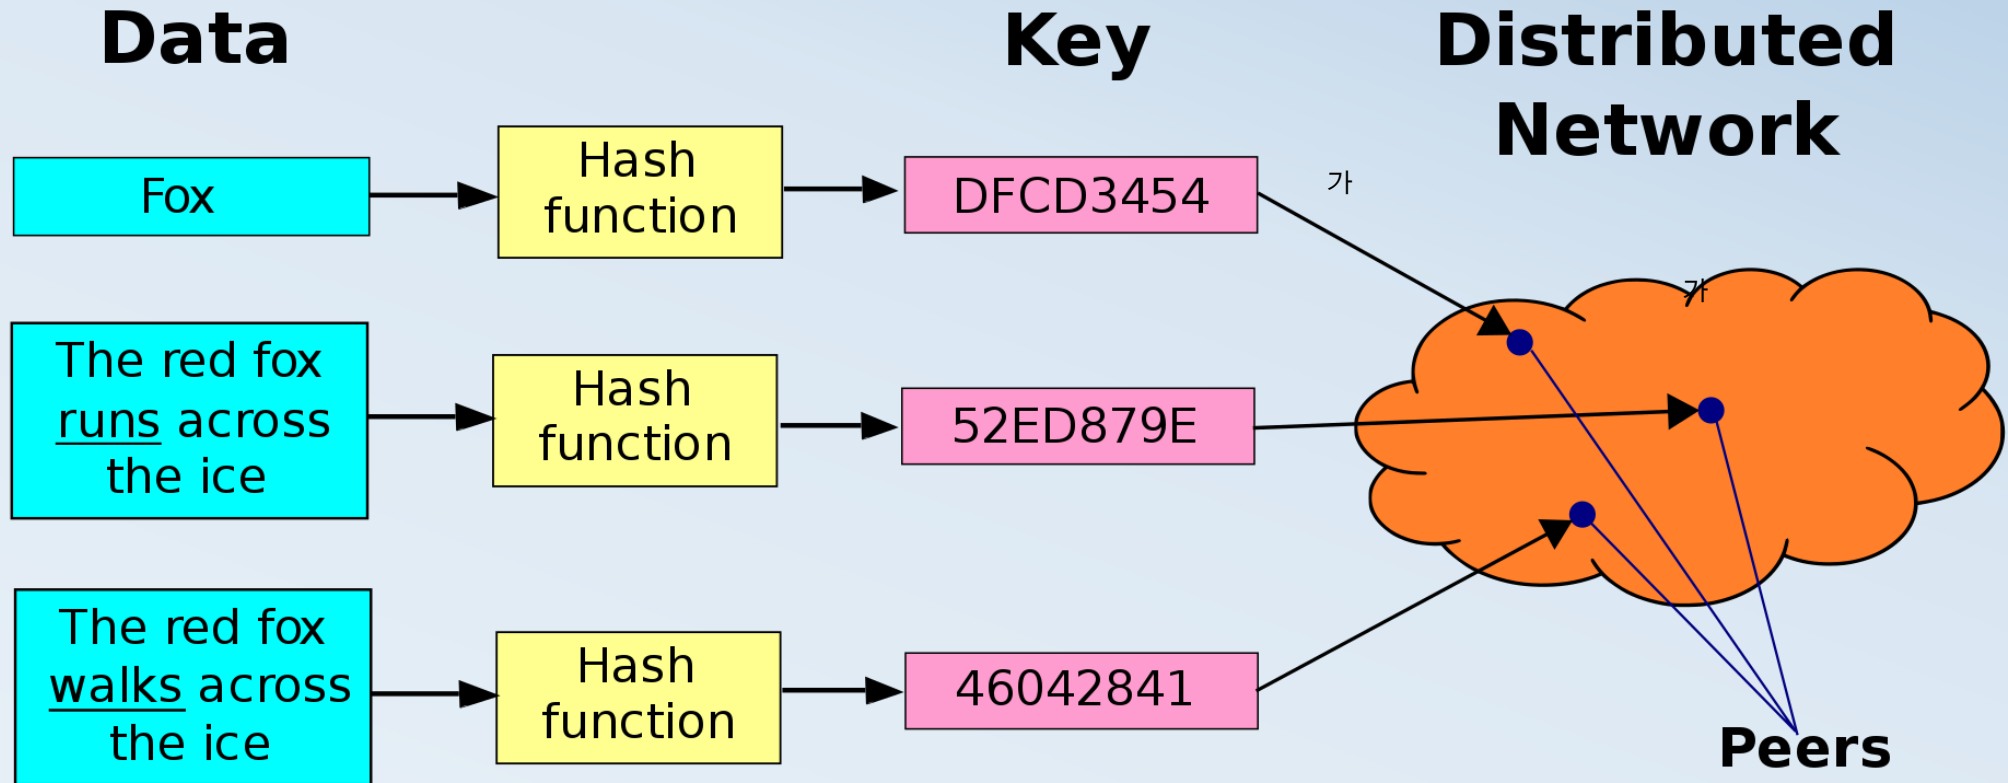 Data
Key
Distributed
Network
Fox
Hash
function
DFCD3454
가
가
The red fox
runs across
the ice
Hash
function
52ED879E
The red fox
walks across
the ice
Hash
function
46042841
Peers